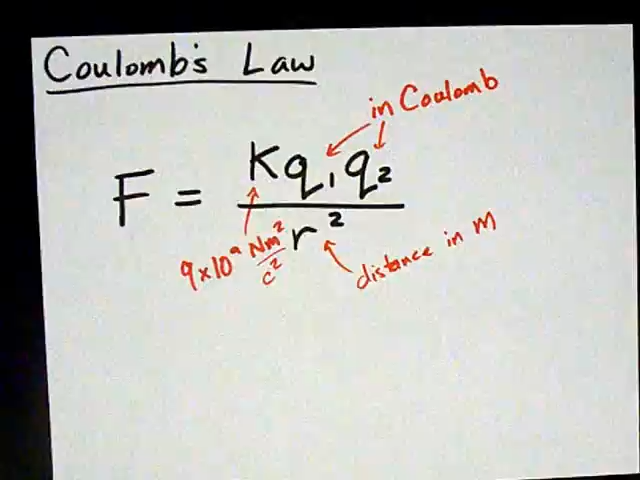 Coulomb's Law
in Coulomb
F = Kq₁q₂
r²
9x10⁹ Nm²
c²
distance in m